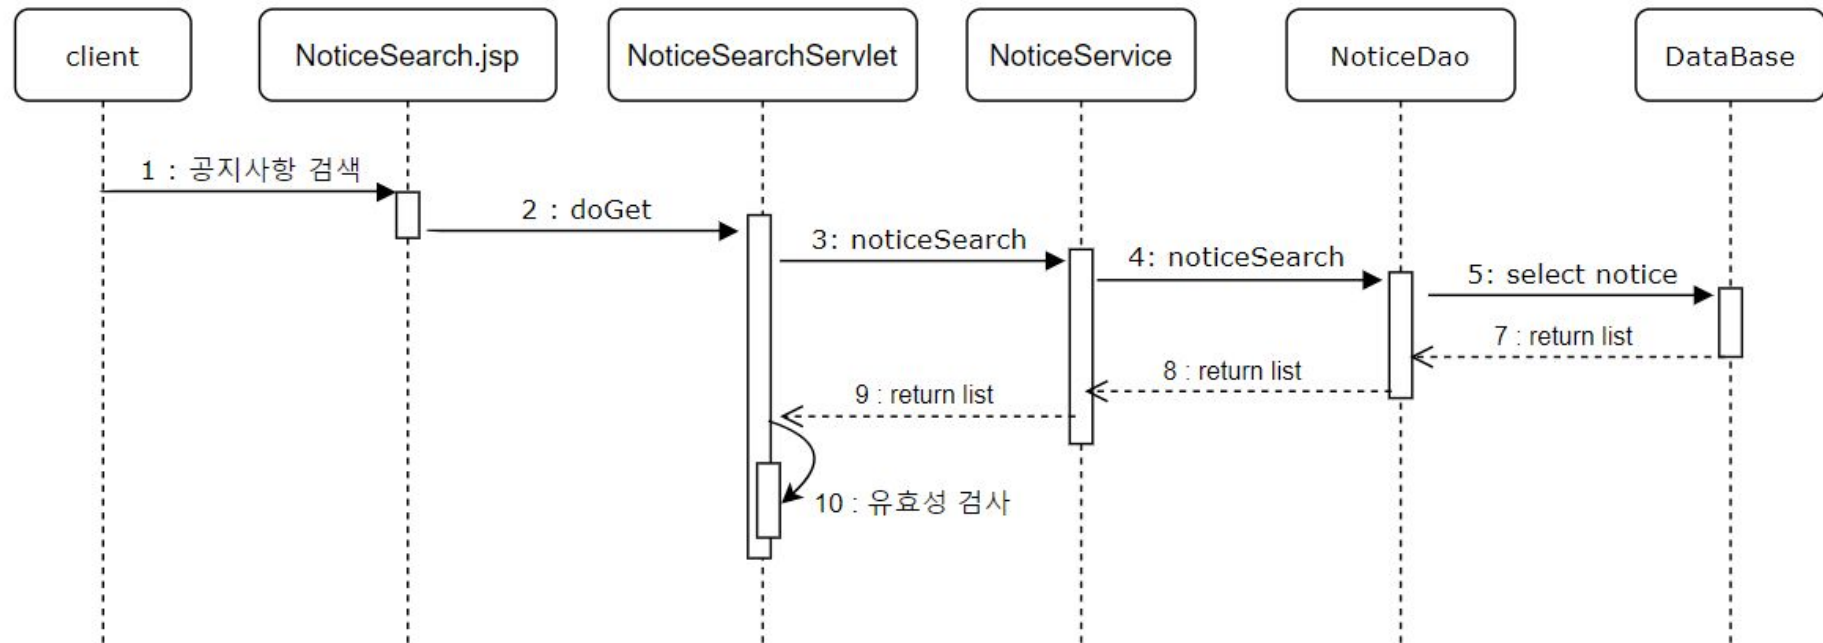 client
NoticeSearch.jsp
NoticeSearchServlet
NoticeService
NoticeDao
DataBase
1 : 공지사항 검색
2 : doGet
3: noticeSearch
4: noticeSearch
5: select notice
7 : return list
8 : return list
9 : return list
10 : 유효성 검사